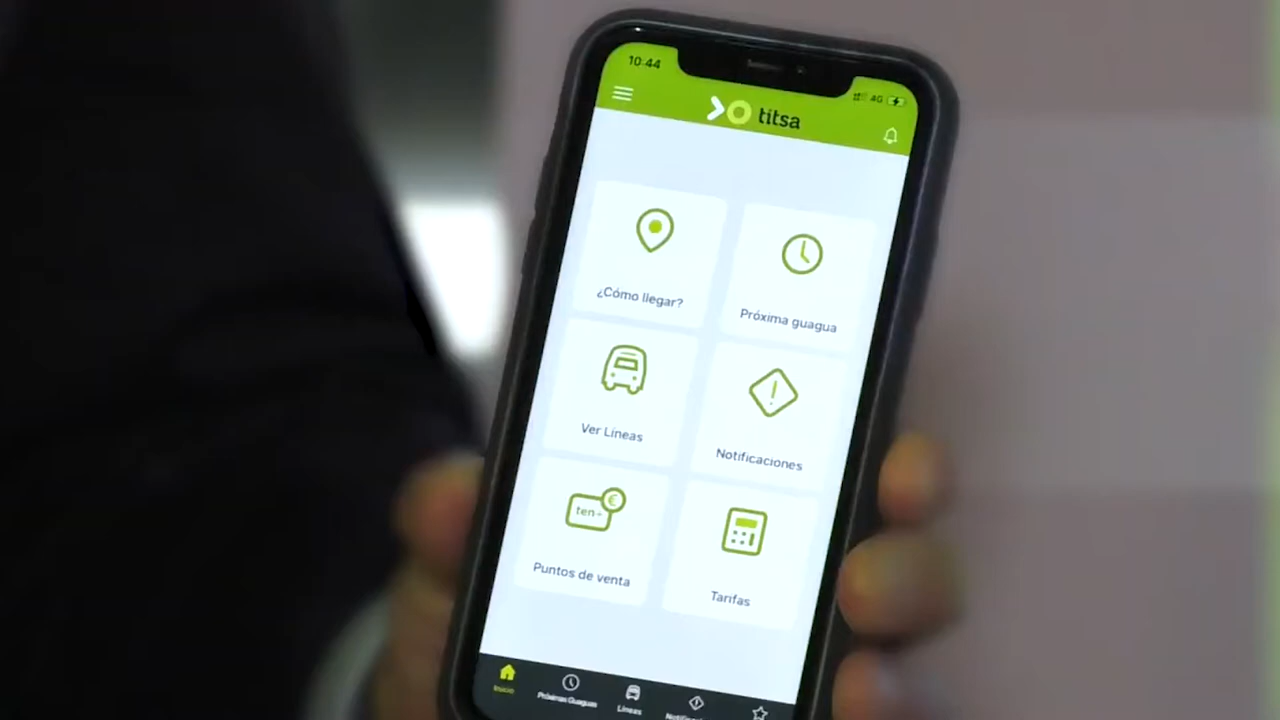 10:44
4G
titsa
¿Cómo llegar?
Próxima guagua
Ver Líneas
Notificaciones
ten+
€
Puntos de venta
Tarifas
Inicio
Próximas Guaguas
Líneas